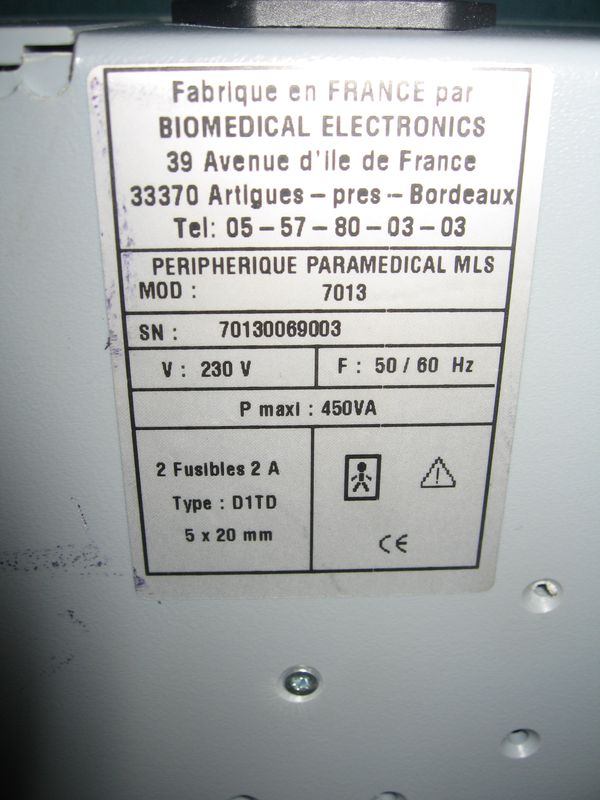 Fabrique en FRANCE par
BIOMEDICAL ELECTRONICS
39 Avenue d'ile de France
33370 Artigues - pres - Bordeaux
Tel: 05 - 57 - 80 - 03 - 03
PERIPHERIQUE PARAMEDICAL MLS
MOD : 7013
SN : 70130069003
V : 230 V
F : 50 / 60 Hz
P maxi : 450VA
2 Fusibles 2 A
Type : D1TD
5 x 20 mm
CE